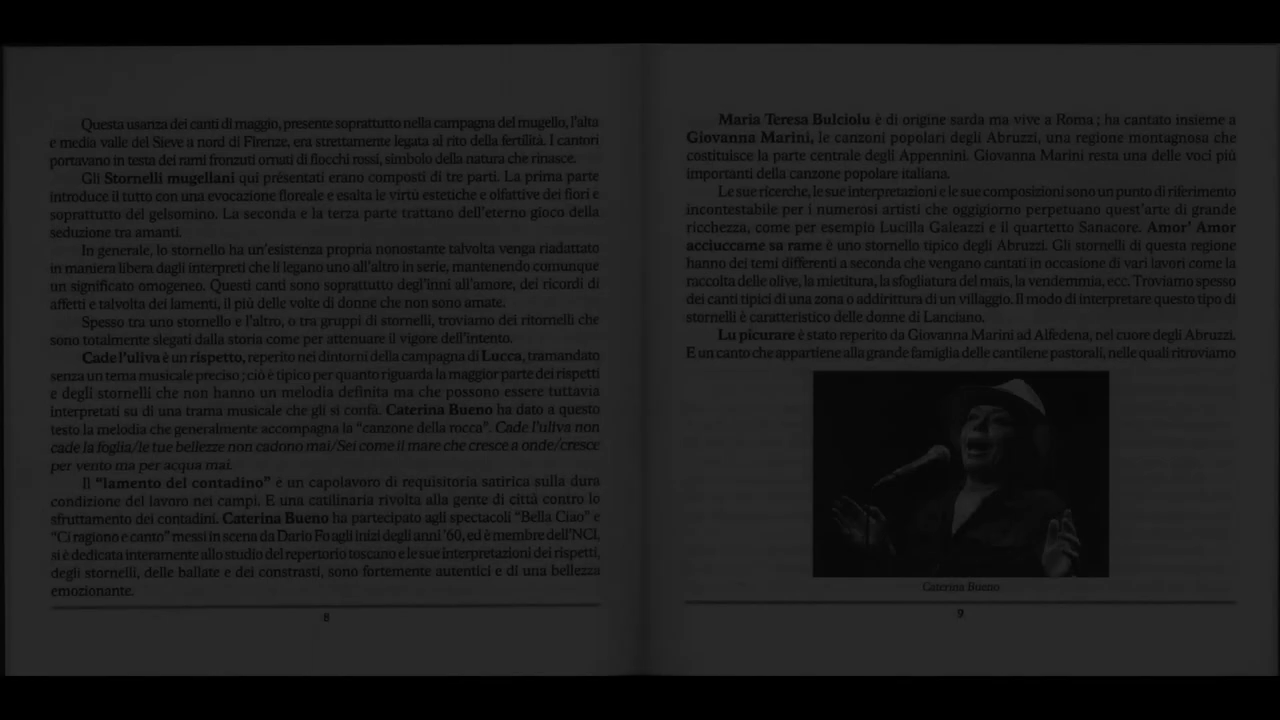 Questa usanza dei canti di maggio, presente soprattutto nella campagna del mugello, l'alta
e media valle del Sieve a nord di Firenze, era strettamente legata al rito della fertilità. I cantori
portavano in testa dei rami fronzuti ornati di fiocchi rossi, simbolo della natura che rinasce.
Gli Stornelli mugellani qui présentati erano composti di tre parti. La prima parte
introduce il tutto con una evocazione floreale e esalta le virtù estetiche e olfattive dei fiori e
soprattutto del gelsomino. La seconda e la terza parte trattano dell'eterno gioco della
seduzione tra amanti.
In generale, lo stornello ha un'esistenza propria nonostante talvolta venga riadattato
in maniera libera dagli interpreti che li legano uno all'altro in serie, mantenendo comunque
un significato omogeneo. Questi canti sono soprattutto degl'inni all'amore, dei ricordi di
affetti e talvolta dei lamenti, il più delle volte di donne che non sono amate.
Spesso tra uno stornello e l'altro, o tra gruppi di stornelli, troviamo dei ritornelli che
sono totalmente slegati dalla storia come per attenuare il vigore dell'intento.
Cade l'uliva è un rispetto, reperito nei dintorni della campagna di Lucca, tramandato
senza un tema musicale preciso ; ciò è tipico per quanto riguarda la maggior parte dei rispetti
e degli stornelli che non hanno un melodia definita ma che possono essere tuttavia
interpretati su di una trama musicale che gli si confà. Caterina Bueno ha dato a questo
testo la melodia che generalmente accompagna la "canzone della rocca". Cade l'uliva non
cade la foglia/le tue bellezze non cadono mai/Sei come il mare che cresce a onde/cresce
per vento ma per acqua mai.
Il "lamento del contadino" è un capolavoro di requisitoria satirica sulla dura
condizione del lavoro nei campi. E una catilinaria rivolta alla gente di città contro lo
sfruttamento dei contadini. Caterina Bueno ha partecipato agli spectacoli "Bella Ciao" e
"Ci ragiono e canto" messi in scena da Dario Fo agli inizi degli anni '60, ed è membre dell'NCI,
si è dedicata interamente allo studio del repertorio toscano e le sue interpretazioni dei rispetti,
degli stornelli, delle ballate e dei constrasti, sono fortemente autentici e di una bellezza
emozionante.
8
Maria Teresa Bulciolu è di origine sarda ma vive a Roma ; ha cantato insieme a
Giovanna Marini, le canzoni popolari degli Abruzzi, una regione montagnosa che
costituisce la parte centrale degli Appennini. Giovanna Marini resta una delle voci più
importanti della canzone popolare italiana.
Le sue ricerche, le sue interpretazioni e le sue composizioni sono un punto di riferimento
incontestabile per i numerosi artisti che oggigiorno perpetuano quest'arte di grande
ricchezza, come per esempio Lucilla Galeazzi e il quartetto Sanacore. Amor' Amor
acciuccame sa rame è uno stornello tipico degli Abruzzi. Gli stornelli di questa regione
hanno dei temi differenti a seconda che vengano cantati in occasione di vari lavori come la
raccolta delle olive, la mietitura, la sfogliatura del mais, la vendemmia, ecc. Troviamo spesso
dei canti tipici di una zona o addirittura di un villaggio. Il modo di interpretare questo tipo di
stornelli è caratteristico delle donne di Lanciano.
Lu picurare è stato reperito da Giovanna Marini ad Alfedena, nel cuore degli Abruzzi.
E un canto che appartiene alla grande famiglia delle cantilene pastorali, nelle quali ritroviamo
Caterina Bueno
9